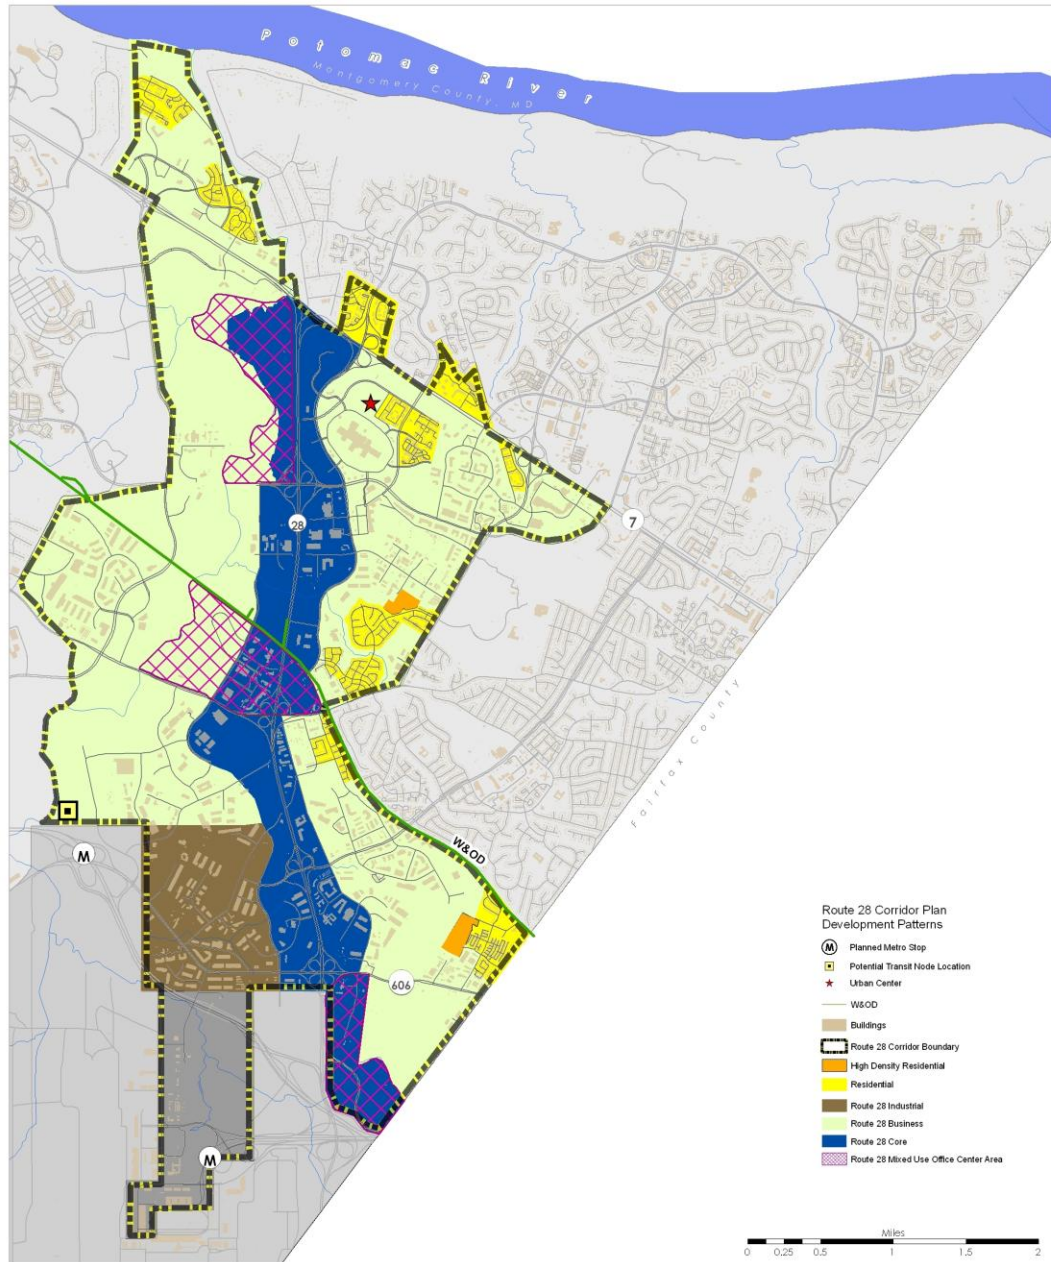 Potomac River
Montgomery County, MD
28
7
Fairfax County
W&OD
M
606
M
Route 28 Corridor Plan
Development Patterns
M Planned Metro Stop
Potential Transit Node Location
Urban Center
W&OD
Buildings
Route 28 Corridor Boundary
High Density Residential
Residential
Route 28 Industrial
Route 28 Business
Route 28 Core
Route 28 Mixed Use Office Center Area
Miles
0 0.25 0.5 1 1.5 2